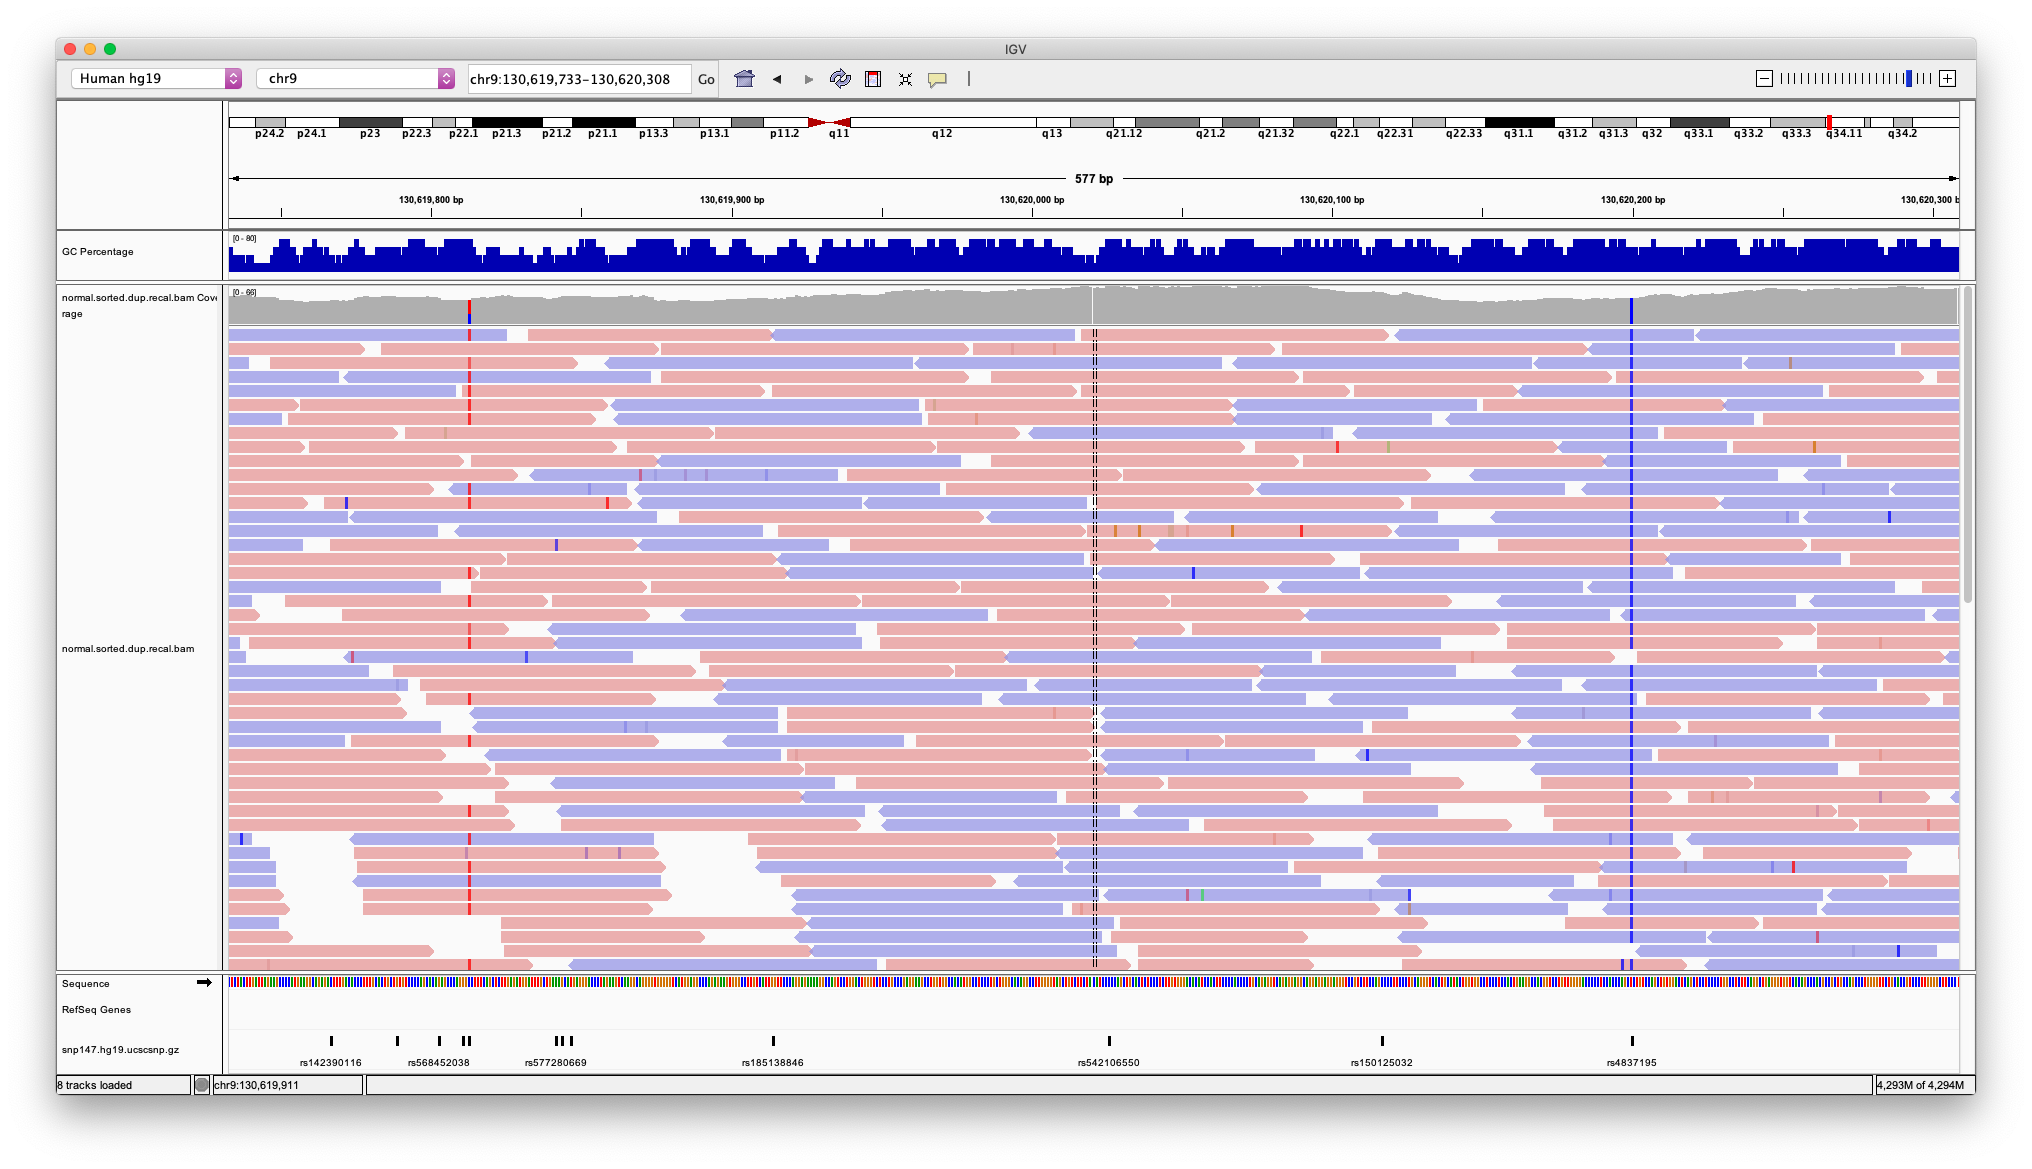 IGV
Human hg19 chr9 chr9:130,619,733-130,620,308 Go
p24.2 p24.1 p23 p22.3 p22.1 p21.3 p21.2 p21.1 p13.3 p13.1 p11.2 q11 q12 q13 q21.12 q21.2 q21.32 q22.1 q22.31 q22.33 q31.1 q31.2 q31.3 q32 q33.1 q33.2 q33.3 q34.11 q34.2
577 bp
130,619,800 bp 130,619,900 bp 130,620,000 bp 130,620,100 bp 130,620,200 bp 130,620,300 b
[0 - 80]
GC Percentage
[0 - 66]
normal.sorted.dup.recal.bam Cove
rage
normal.sorted.dup.recal.bam
Sequence
RefSeq Genes
snp147.hg19.ucscsnp.gz
rs142390116 rs568452038 rs577280669 rs185138846 rs542106550 rs150125032 rs4837195
8 tracks loaded chr9:130,619,911 4,293M of 4,294M